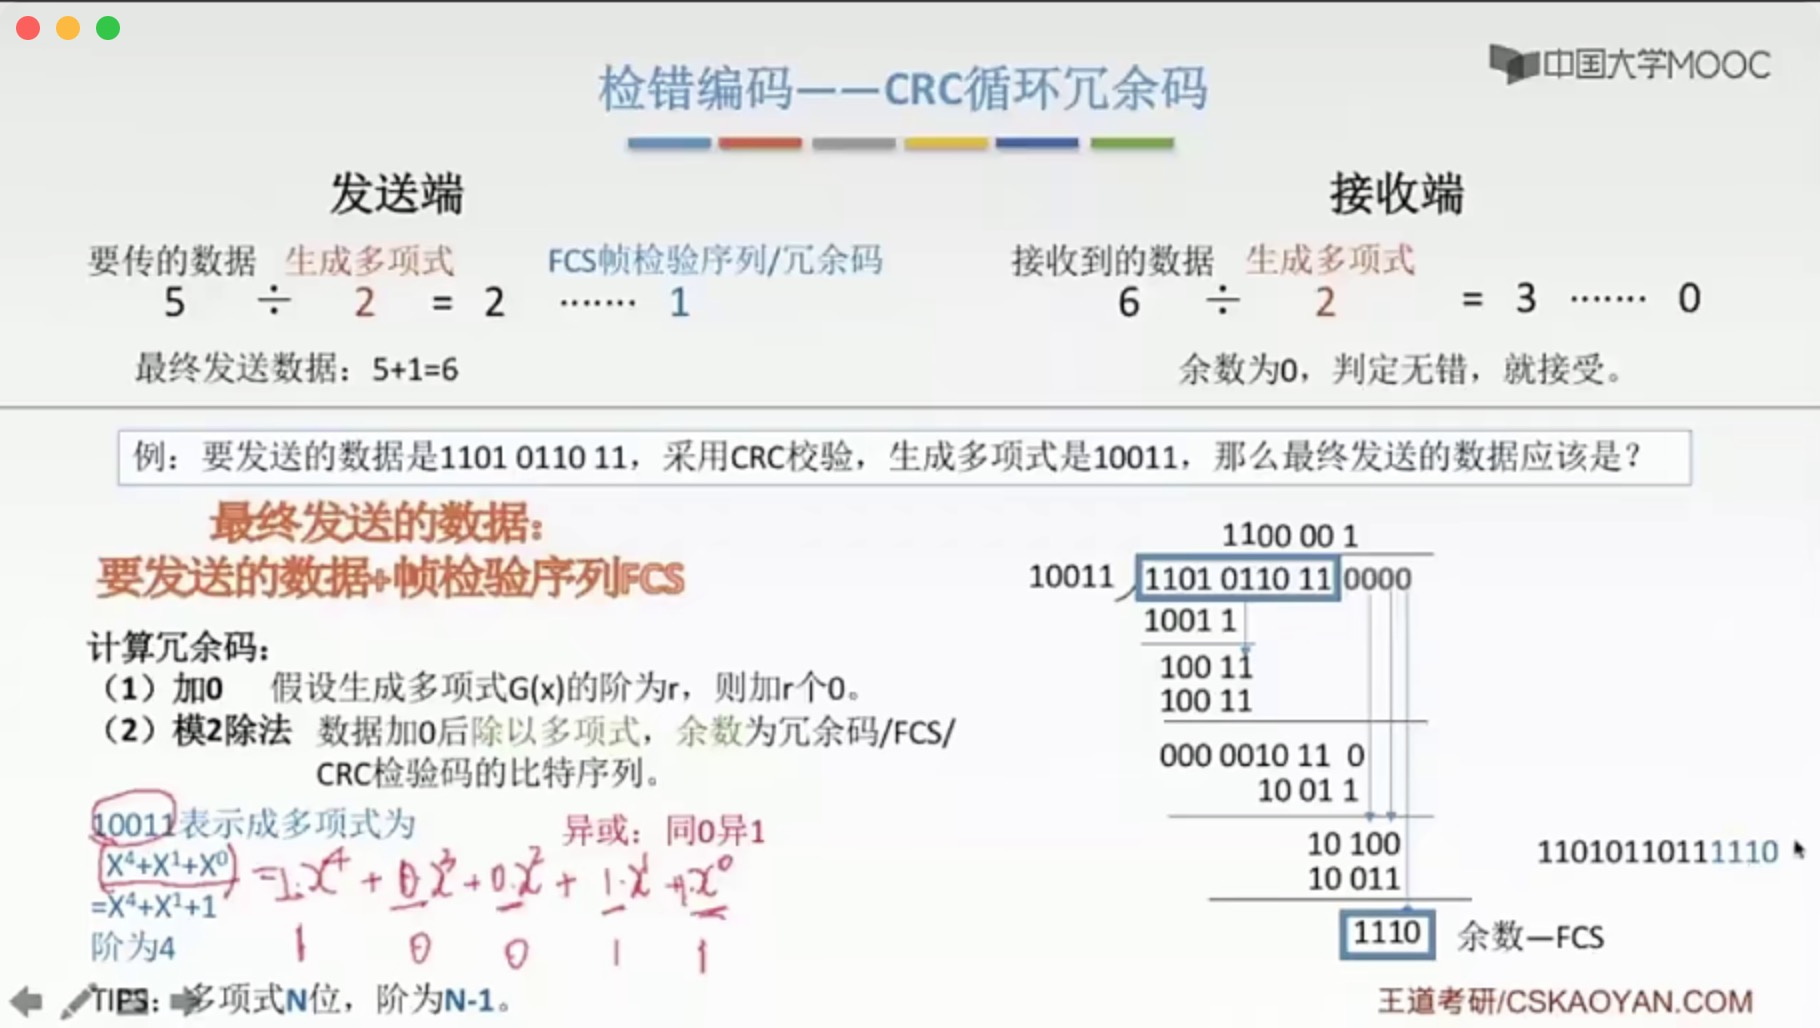 中国大学MOOC
检错编码——CRC循环冗余码
发送端
要传的数据 生成多项式 FCS帧检验序列/冗余码
5 ÷ 2 = 2 ······· 1
最终发送数据：5+1=6
接收端
接收到的数据 生成多项式
6 ÷ 2 = 3 ······· 0
余数为0，判定无错，就接受。
例：要发送的数据是1101 0110 11，采用CRC校验，生成多项式是10011，那么最终发送的数据应该是？
最终发送的数据：
要发送的数据+帧检验序列FCS
计算冗余码：
（1）加0 假设生成多项式G(x)的阶为r，则加r个0。
（2）模2除法 数据加0后除以多项式，余数为冗余码/FCS/
CRC检验码的比特序列。
10011表示成多项式为
异或：同0异1
X⁴+X¹+X⁰ =1·x⁴ + 0x³+0·x² + 1·x¹ +1·x⁰
=X⁴+X¹+1
阶为4 1 0 0 1 1
TIPS：多项式N位，阶为N-1。
1100 00 1
10011 1101 0110 11 0000
1001 1
100 11
100 11
000 0010 11 0
10 01 1
10 100
10 011
1110 余数—FCS
11010110111110
王道考研/CSKAOYAN.COM